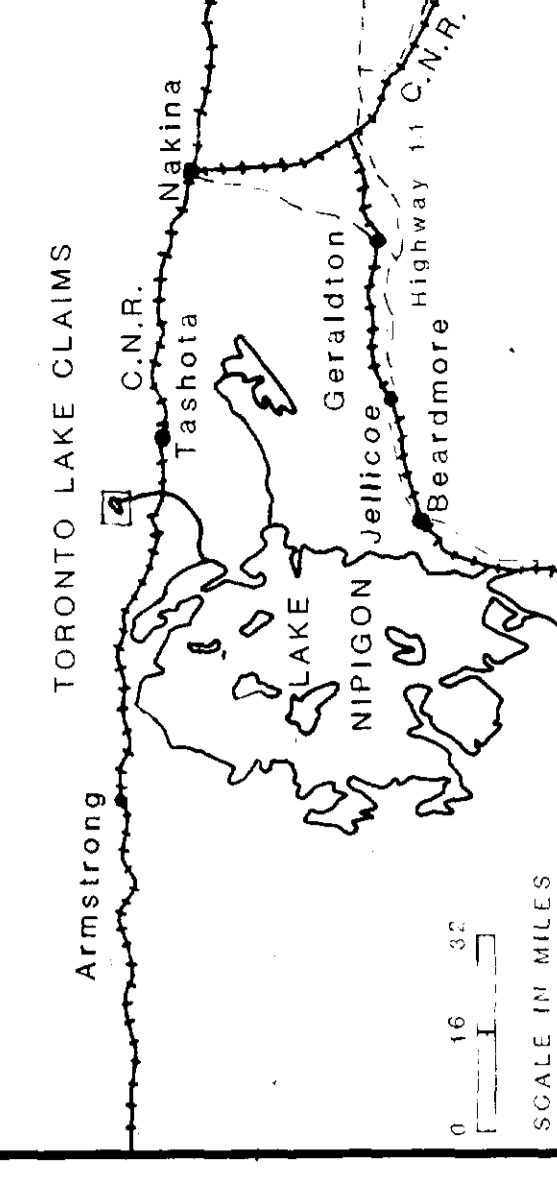 TORONTO LAKE CLAIMS
Armstrong
C.N.R.
Tashota
Nakina
LAKE
NIPIGON
Geraldton
Jellicoe
Beardmore
Highway 11
C.N.R.
0 16 32
SCALE IN MILES